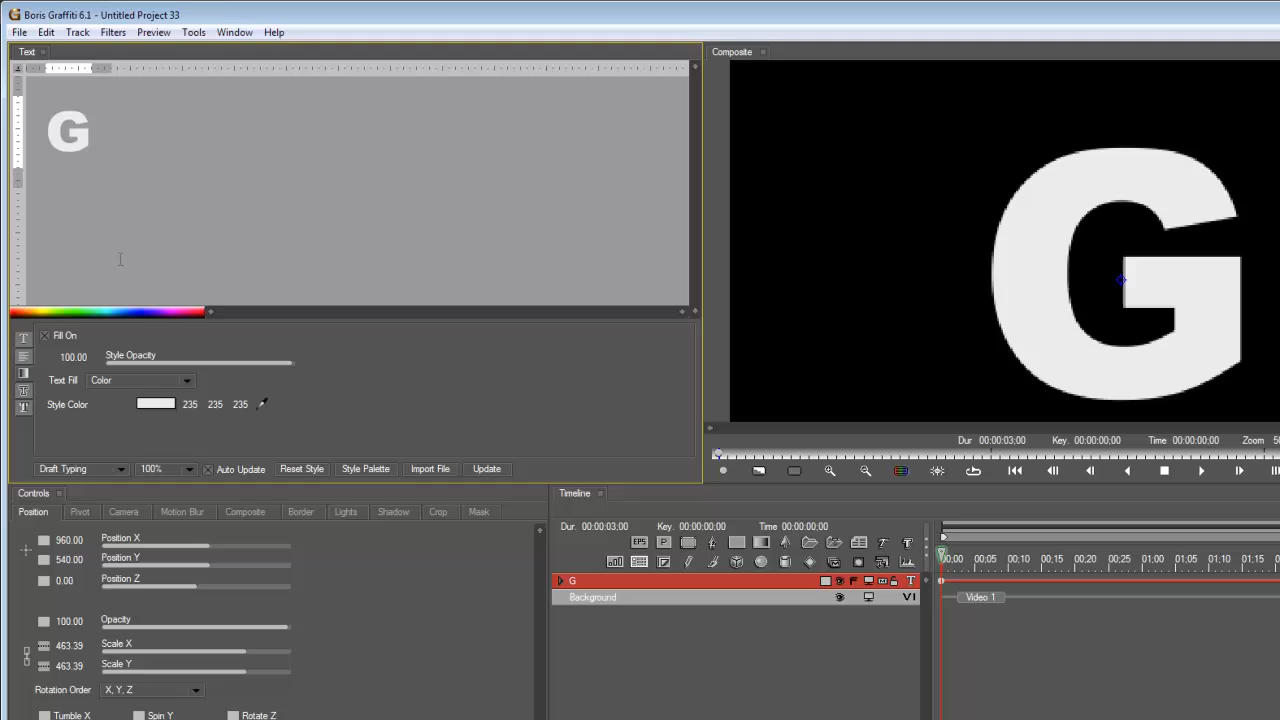 Boris Graffiti 6.1 - Untitled Project 33
File Edit Track Filters Preview Tools Window Help
Text
Composite
G
G
Fill On
100.00 Style Opacity
Text Fill Color
Style Color 235 235 235
Draft Typing 100% Auto Update Reset Style Style Palette Import File Update
Dur 00:00:03;00 Key. 00:00:00;00 Time 00:00:00;00 Zoom
Controls
Position Pivot Camera Motion Blur Composite Border Lights Shadow Crop Mask
960.00 Position X
540.00 Position Y
0.00 Position Z
100.00 Opacity
463.39 Scale X
463.39 Scale Y
Rotation Order X, Y, Z
Tumble X Spin Y Rotate Z
Timeline
Dur. 00:00:03;00 Key. 00:00:00;00 Time 00:00:00;00
EPS P
00;00 00;05 00;10 00;15 00;20 00;25 01;00 01;05 01;10 01;15
G T
Background V1
Video 1